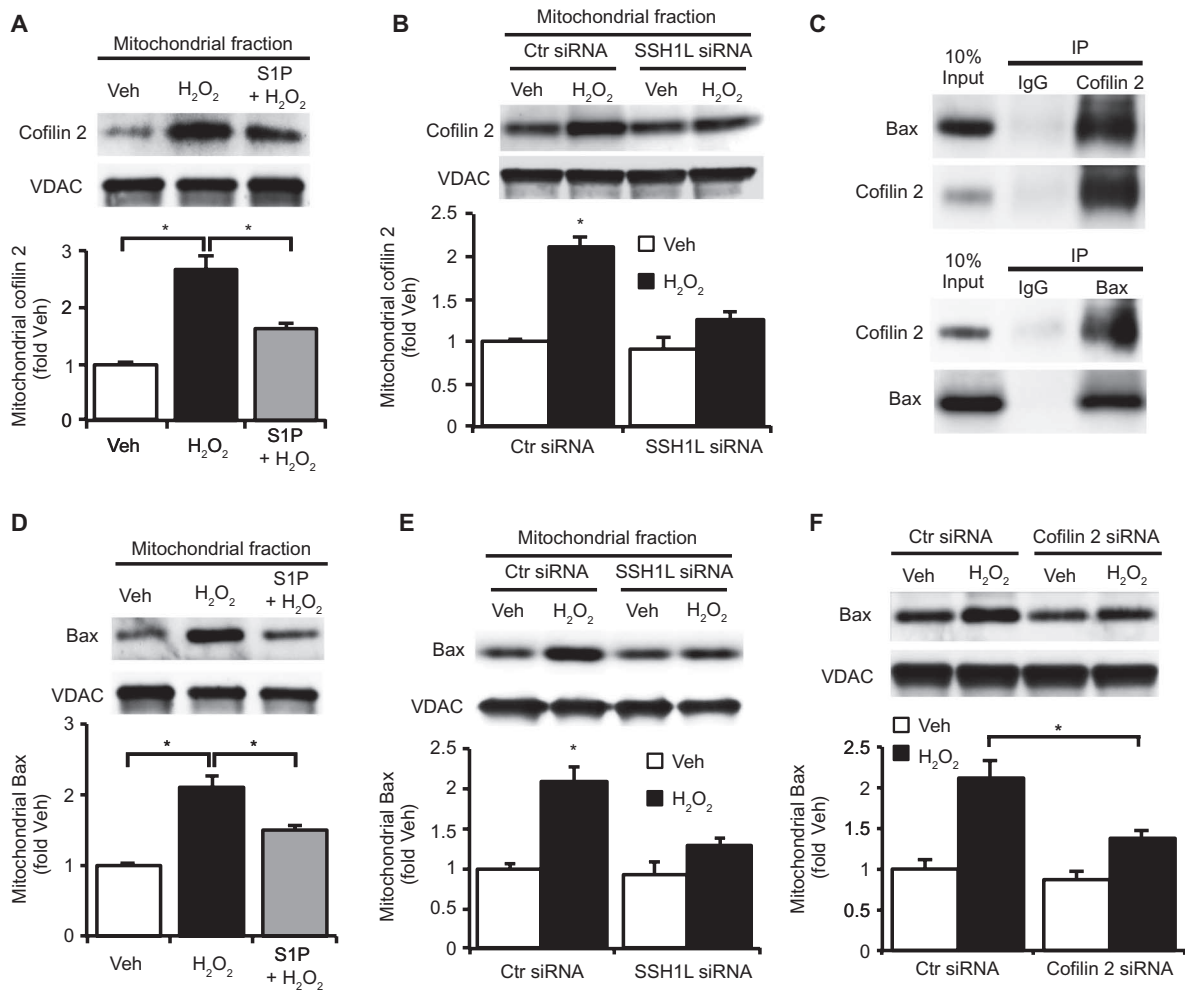 A
Mitochondrial fraction
Veh H₂O₂ S1P + H₂O₂
Cofilin 2
VDAC
* *
Mitochondrial cofilin 2 (fold Veh)
3
2
1
0
Veh H₂O₂ S1P + H₂O₂
B
Mitochondrial fraction
Ctr siRNA SSH1L siRNA
Veh H₂O₂ Veh H₂O₂
Cofilin 2
VDAC
Mitochondrial cofilin 2 (fold Veh)
2.5
2
1.5
1
0.5
0
*
Veh
H₂O₂
Ctr siRNA SSH1L siRNA
C
10% Input
IP
IgG Cofilin 2
Bax
Cofilin 2
10% Input
IP
IgG Bax
Cofilin 2
Bax
D
Mitochondrial fraction
Veh H₂O₂ S1P + H₂O₂
Bax
VDAC
Mitochondrial Bax (fold Veh)
3
2
1
0
* *
Veh H₂O₂ S1P + H₂O₂
E
Mitochondrial fraction
Ctr siRNA SSH1L siRNA
Veh H₂O₂ Veh H₂O₂
Bax
VDAC
Mitochondrial Bax (fold Veh)
2.5
2
1.5
1
0.5
0
*
Veh
H₂O₂
Ctr siRNA SSH1L siRNA
F
Ctr siRNA Cofilin 2 siRNA
Veh H₂O₂ Veh H₂O₂
Bax
VDAC
Veh
H₂O₂
*
Mitochondrial Bax (fold Veh)
2.5
2
1.5
1
0.5
0
Ctr siRNA Cofilin 2 siRNA